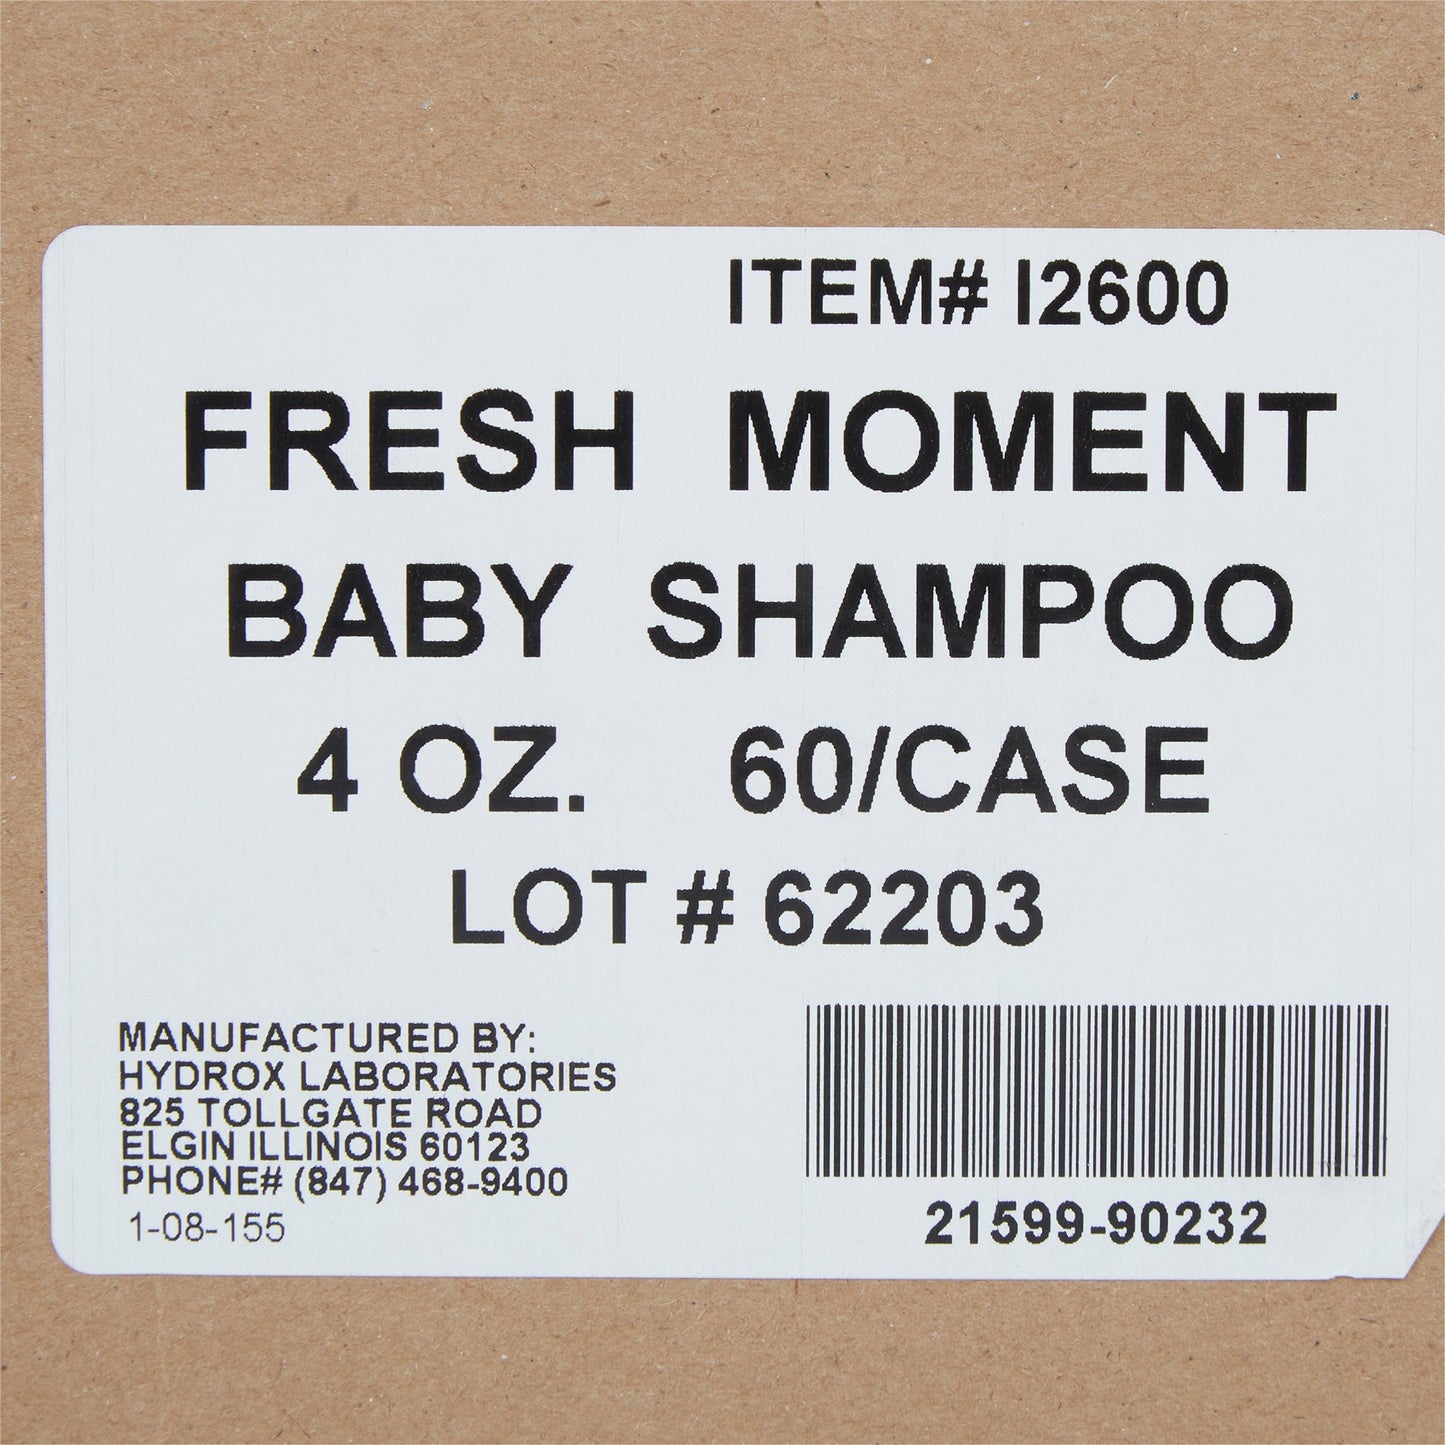 ITEM# I2600
FRESH MOMENT
BABY SHAMPOO
4 OZ. 60/CASE
LOT # 62203
MANUFACTURED BY:
HYDROX LABORATORIES
825 TOLLGATE ROAD
ELGIN ILLINOIS 60123
PHONE# (847) 468-9400
1-08-155
21599-90232